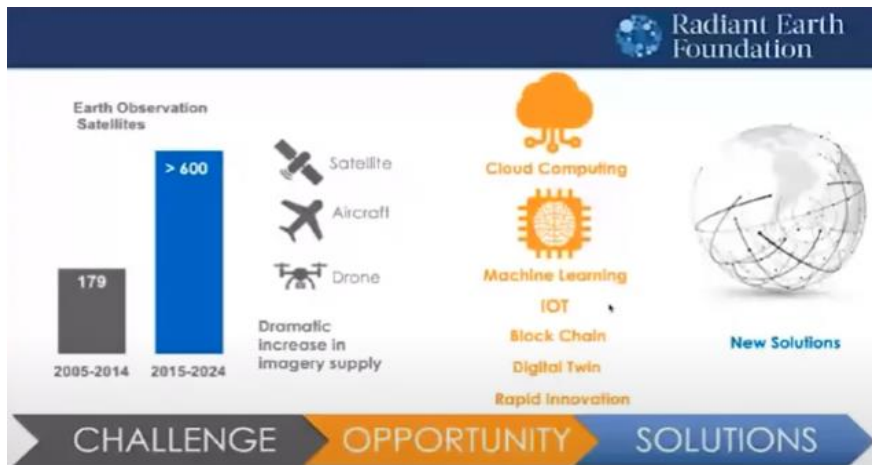 Radiant Earth
Foundation
Earth Observation
Satellites
> 600
179
2005-2014
2015-2024
Satellite
Aircraft
Drone
Dramatic
increase in
imagery supply
Cloud Computing
Machine Learning
IOT
Block Chain
Digital Twin
Rapid Innovation
New Solutions
CHALLENGE
OPPORTUNITY
SOLUTIONS